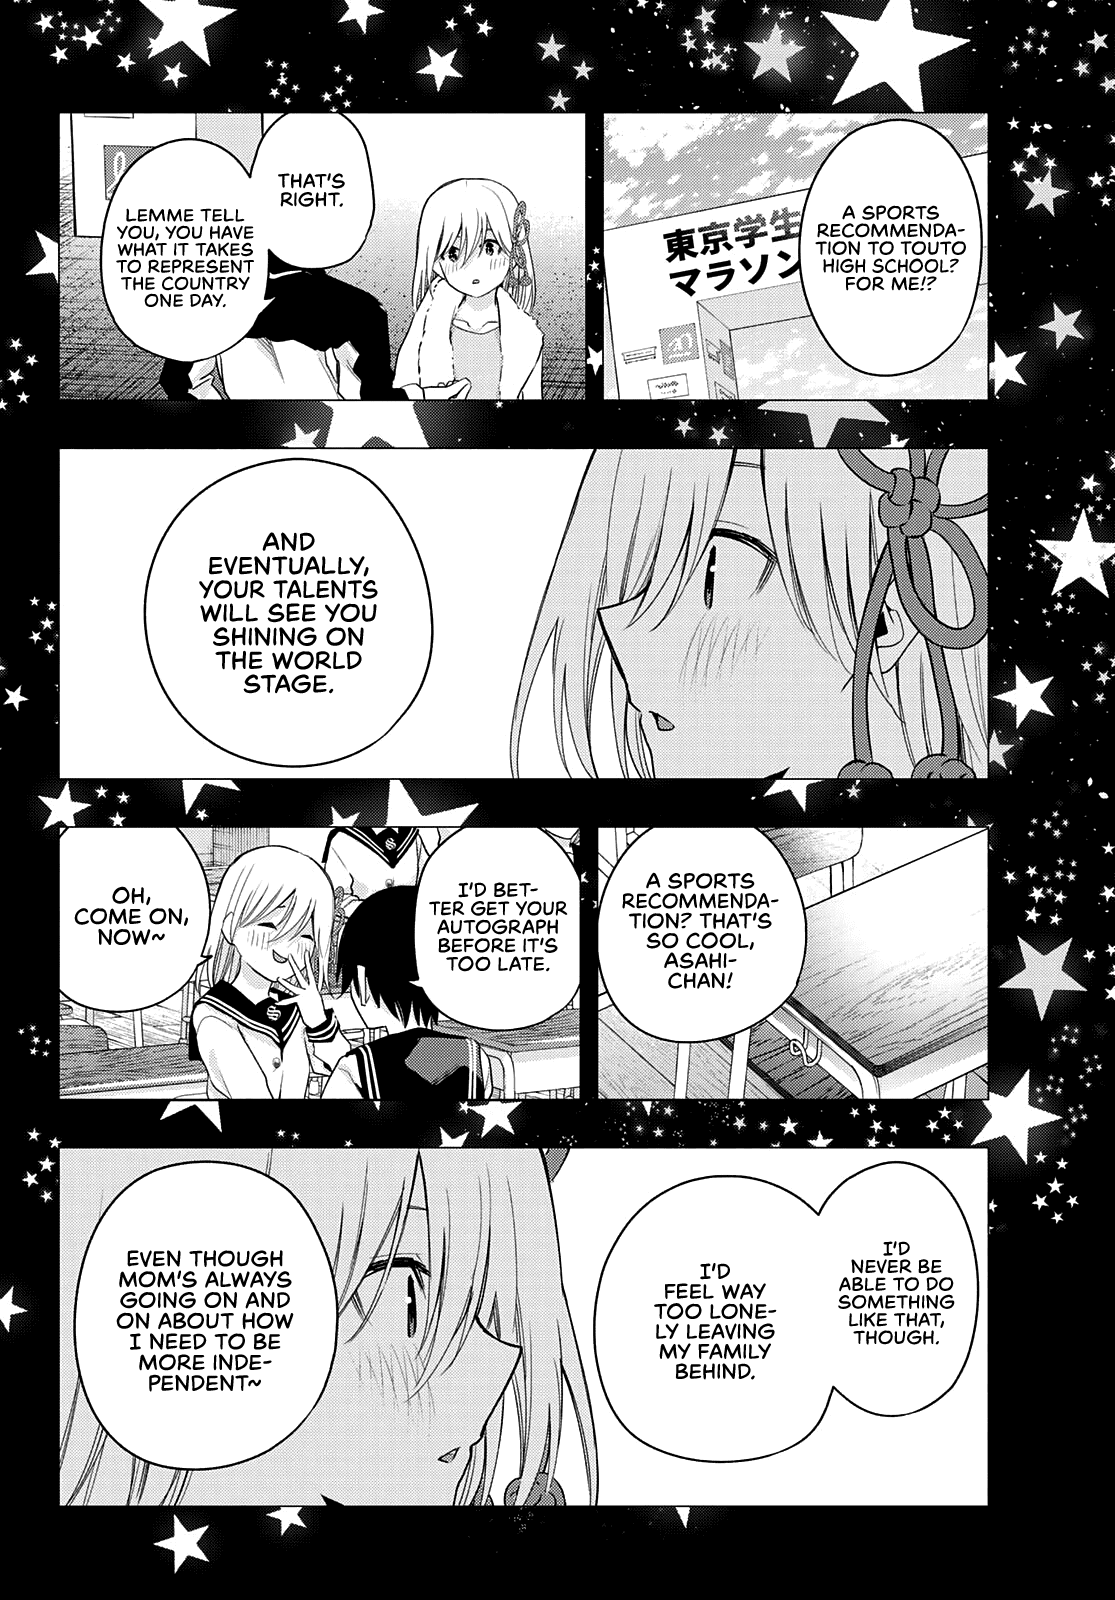 A SPORTS
RECOMMENDA-
TION TO TOUTO
HIGH SCHOOL?
FOR ME!?
東京学生
マラソン
THAT'S
RIGHT.
LEMME TELL
YOU, YOU HAVE
WHAT IT TAKES
TO REPRESENT
THE COUNTRY
ONE DAY.
AND
EVENTUALLY,
YOUR TALENTS
WILL SEE YOU
SHINING ON
THE WORLD
STAGE.
A SPORTS
RECOMMENDA-
TION? THAT'S
SO COOL,
ASAHI-
CHAN!
I'D BET-
TER GET YOUR
AUTOGRAPH
BEFORE IT'S
TOO LATE.
OH,
COME ON,
NOW~
I'D
NEVER BE
ABLE TO DO
SOMETHING
LIKE THAT,
THOUGH.
I'D
FEEL WAY
TOO LONE-
LY LEAVING
MY FAMILY
BEHIND.
EVEN THOUGH
MOM'S ALWAYS
GOING ON AND
ON ABOUT HOW
I NEED TO BE
MORE INDE-
PENDENT~